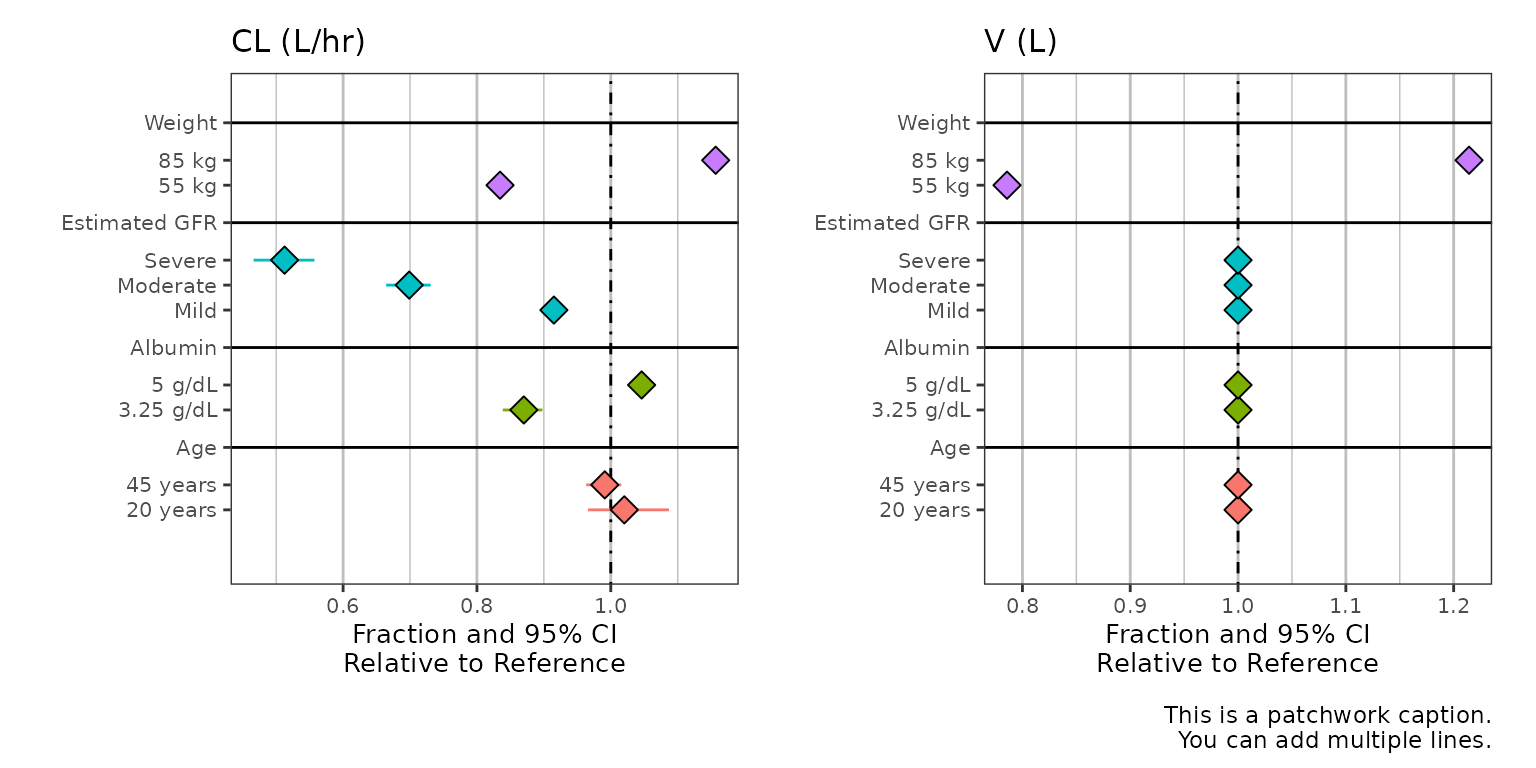 CL (L/hr)
Weight
85 kg
55 kg
Estimated GFR
Severe
Moderate
Mild
Albumin
5 g/dL
3.25 g/dL
Age
45 years
20 years
0.6 0.8 1.0
Fraction and 95% CI
Relative to Reference
V (L)
Weight
85 kg
55 kg
Estimated GFR
Severe
Moderate
Mild
Albumin
5 g/dL
3.25 g/dL
Age
45 years
20 years
0.8 0.9 1.0 1.1 1.2
Fraction and 95% CI
Relative to Reference
This is a patchwork caption.
You can add multiple lines.